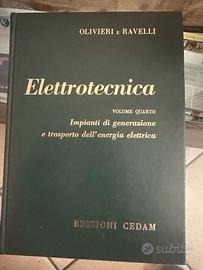 OLIVIERI e RAVELLI
Elettrotecnica
VOLUME QUARTO
Impianti di generazione
e trasporto dell'energia elettrica
EDIZIONI CEDAM
subito